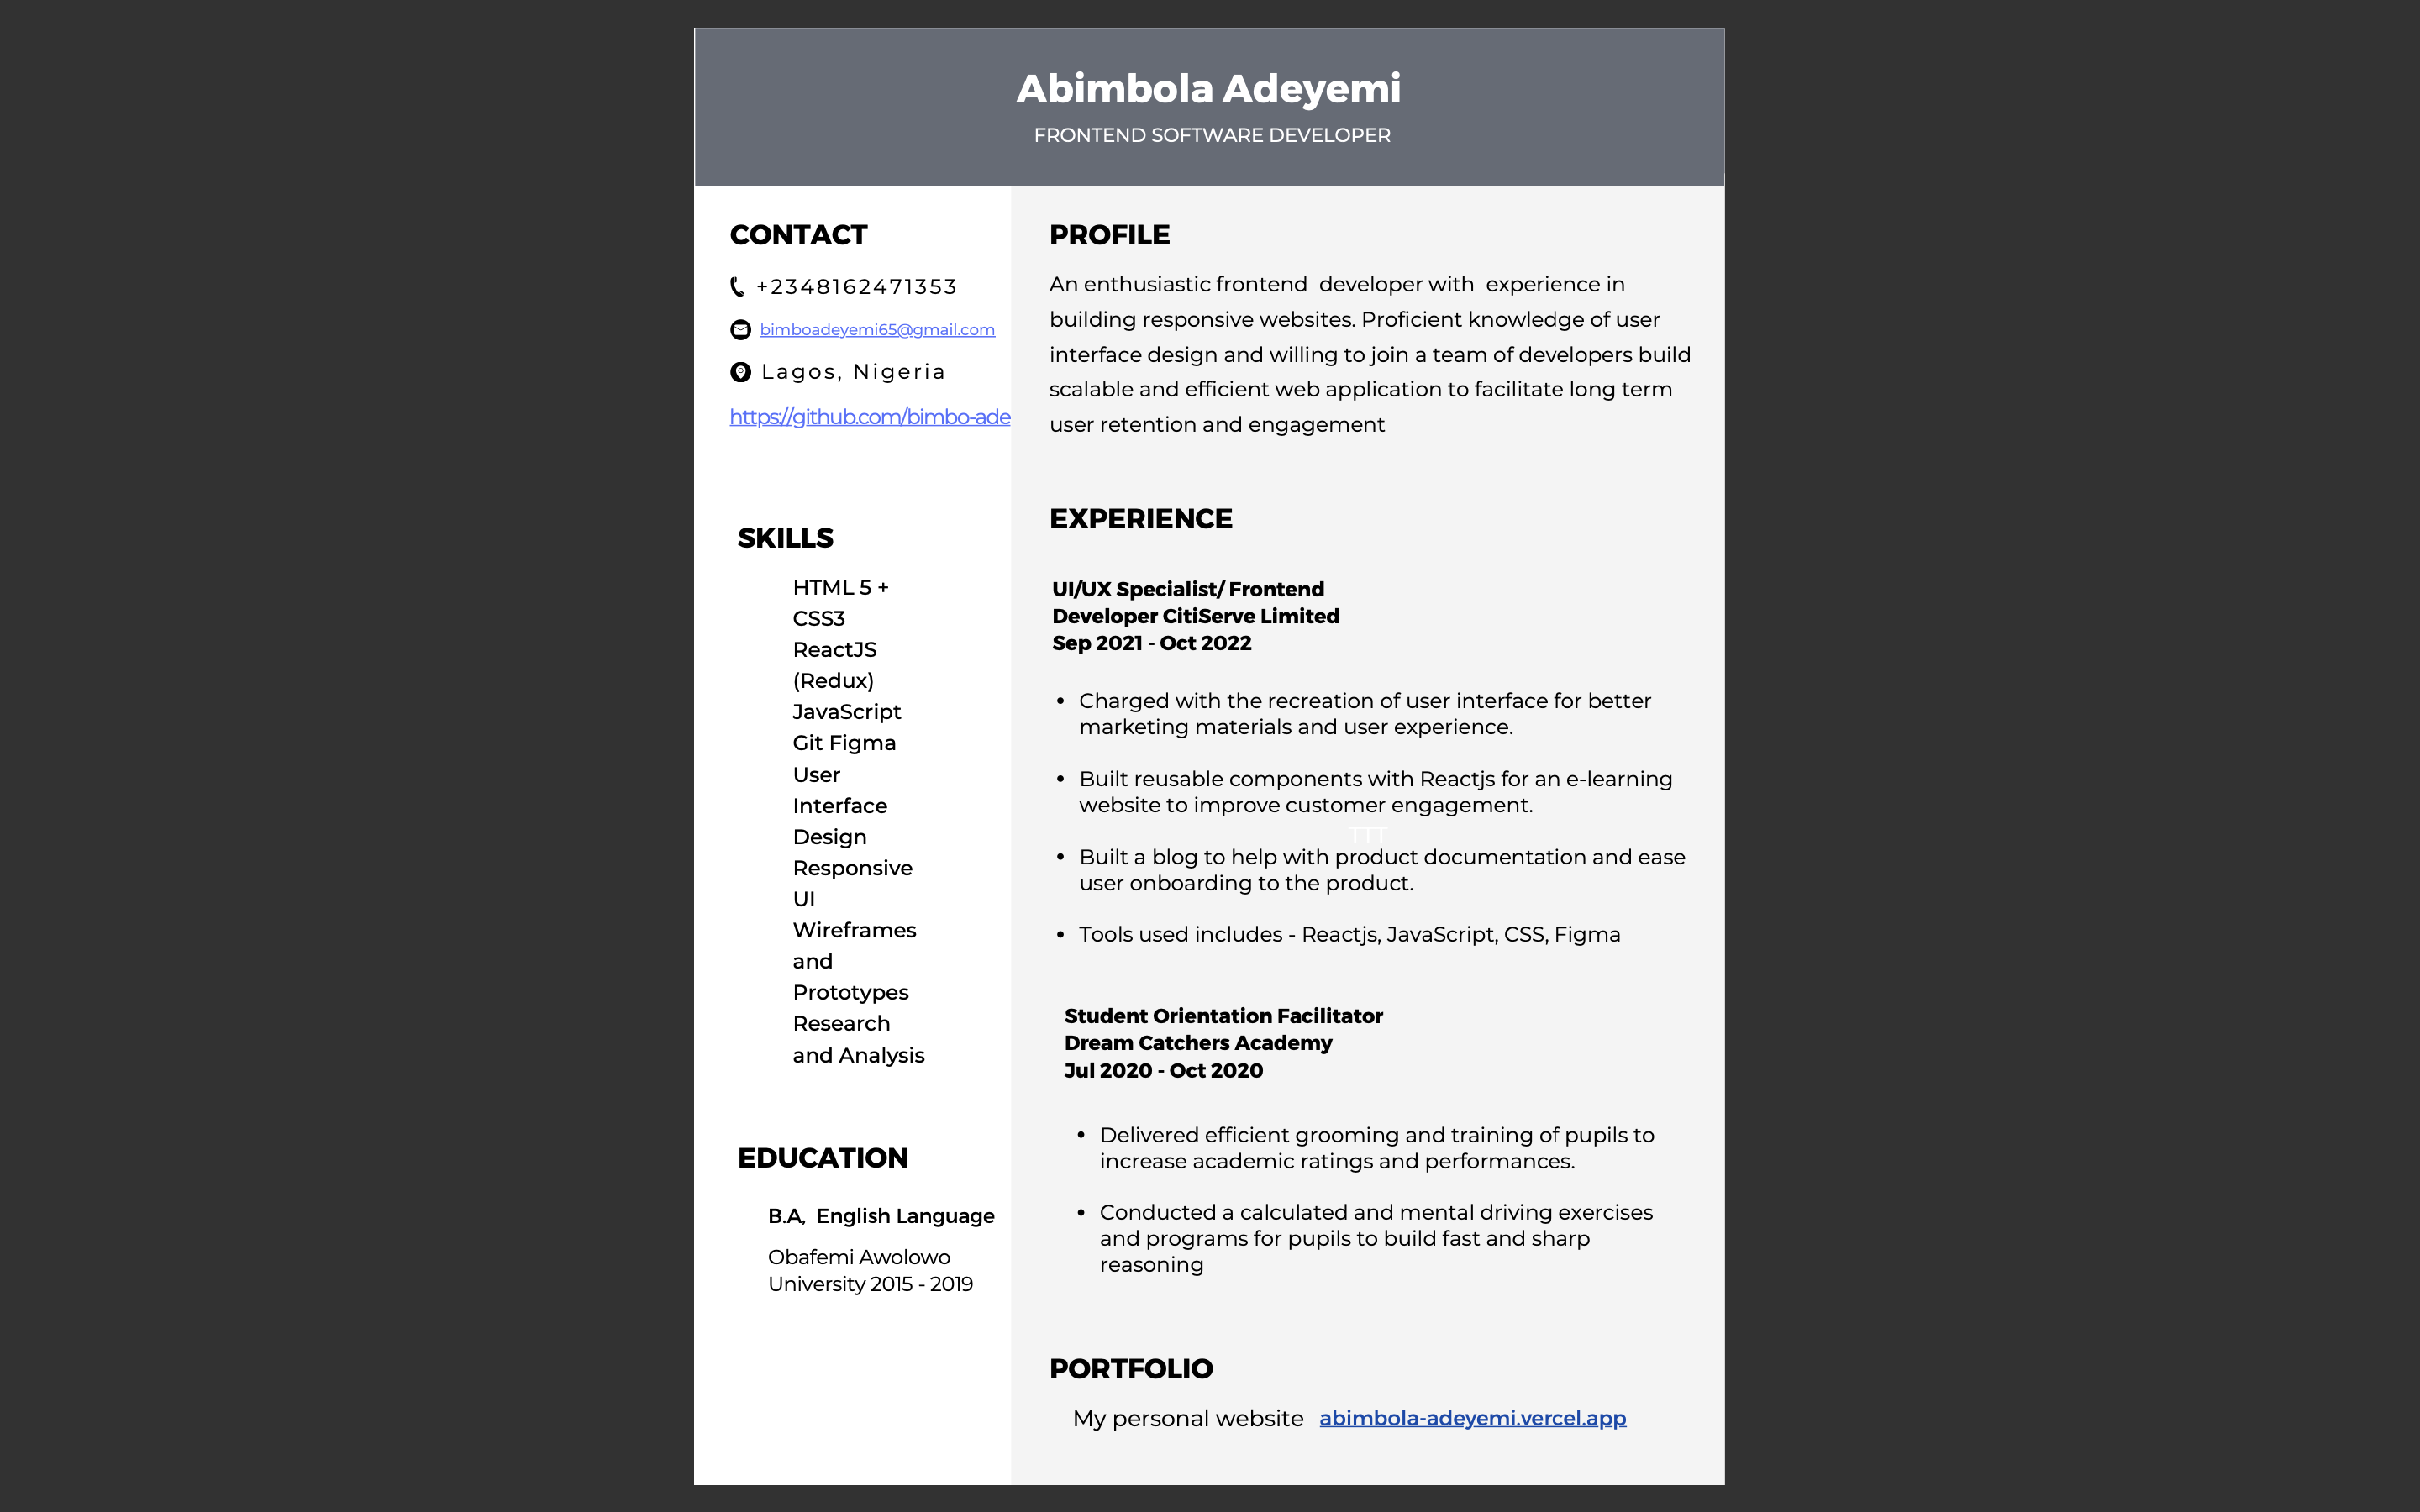 Abimbola Adeyemi
FRONTEND SOFTWARE DEVELOPER
CONTACT
+2348162471353
bimboadeyemi65@gmail.com
Lagos, Nigeria
https://github.com/bimbo-ade
SKILLS
HTML 5 +
CSS3
ReactJS
(Redux)
JavaScript
Git Figma
User
Interface
Design
Responsive
UI
Wireframes
and
Prototypes
Research
and Analysis
EDUCATION
B.A, English Language
Obafemi Awolowo
University 2015 - 2019
PROFILE
An enthusiastic frontend developer with experience in
building responsive websites. Proficient knowledge of user
interface design and willing to join a team of developers build
scalable and efficient web application to facilitate long term
user retention and engagement
EXPERIENCE
UI/UX Specialist/ Frontend
Developer CitiServe Limited
Sep 2021 - Oct 2022
• Charged with the recreation of user interface for better
marketing materials and user experience.
• Built reusable components with Reactjs for an e-learning
website to improve customer engagement.
TTT
• Built a blog to help with product documentation and ease
user onboarding to the product.
• Tools used includes - Reactjs, JavaScript, CSS, Figma
Student Orientation Facilitator
Dream Catchers Academy
Jul 2020 - Oct 2020
• Delivered efficient grooming and training of pupils to
increase academic ratings and performances.
• Conducted a calculated and mental driving exercises
and programs for pupils to build fast and sharp
reasoning
PORTFOLIO
My personal website abimbola-adeyemi.vercel.app